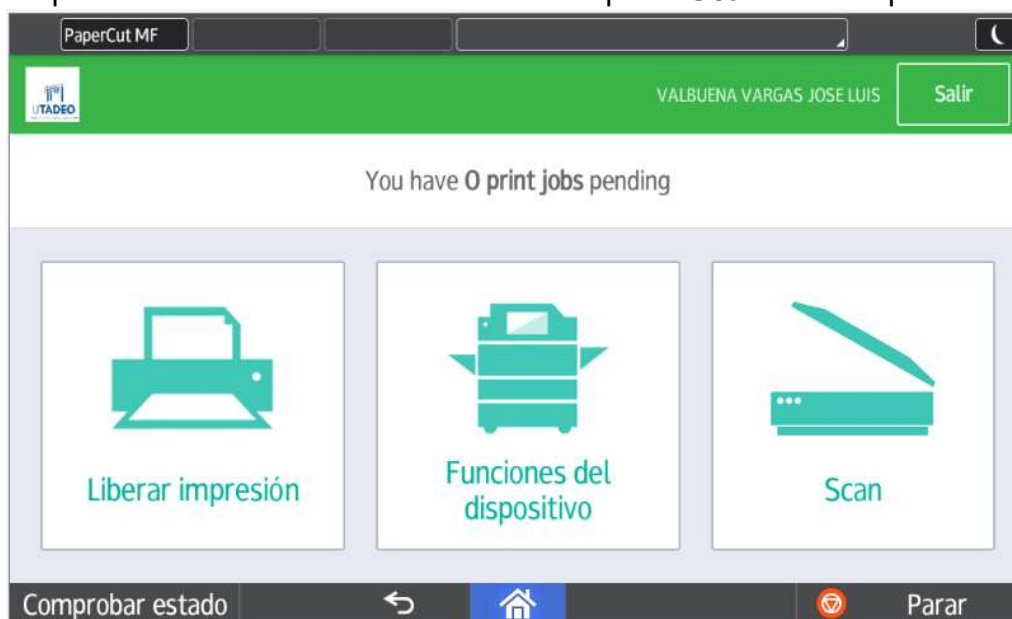 PaperCut MF
UTADEO
VALBUENA VARGAS JOSE LUIS
Salir
You have 0 print jobs pending
Liberar impresión
Funciones del
dispositivo
Scan
Comprobar estado
Parar